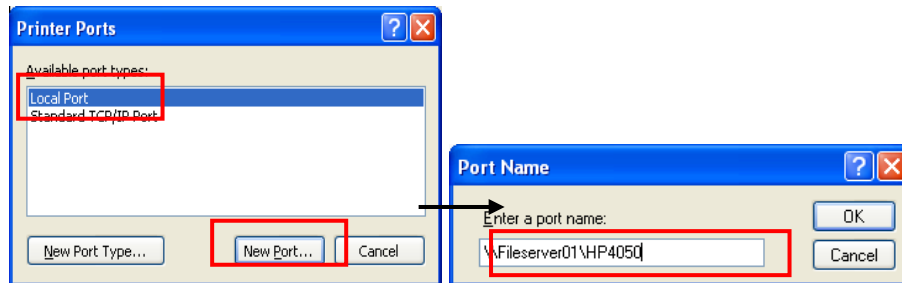 Printer Ports
Available port types:
Local Port
Standard TCP/IP Port
New Port Type...
New Port...
Cancel
Port Name
Enter a port name:
\\Fileserver01\HP4050
OK
Cancel